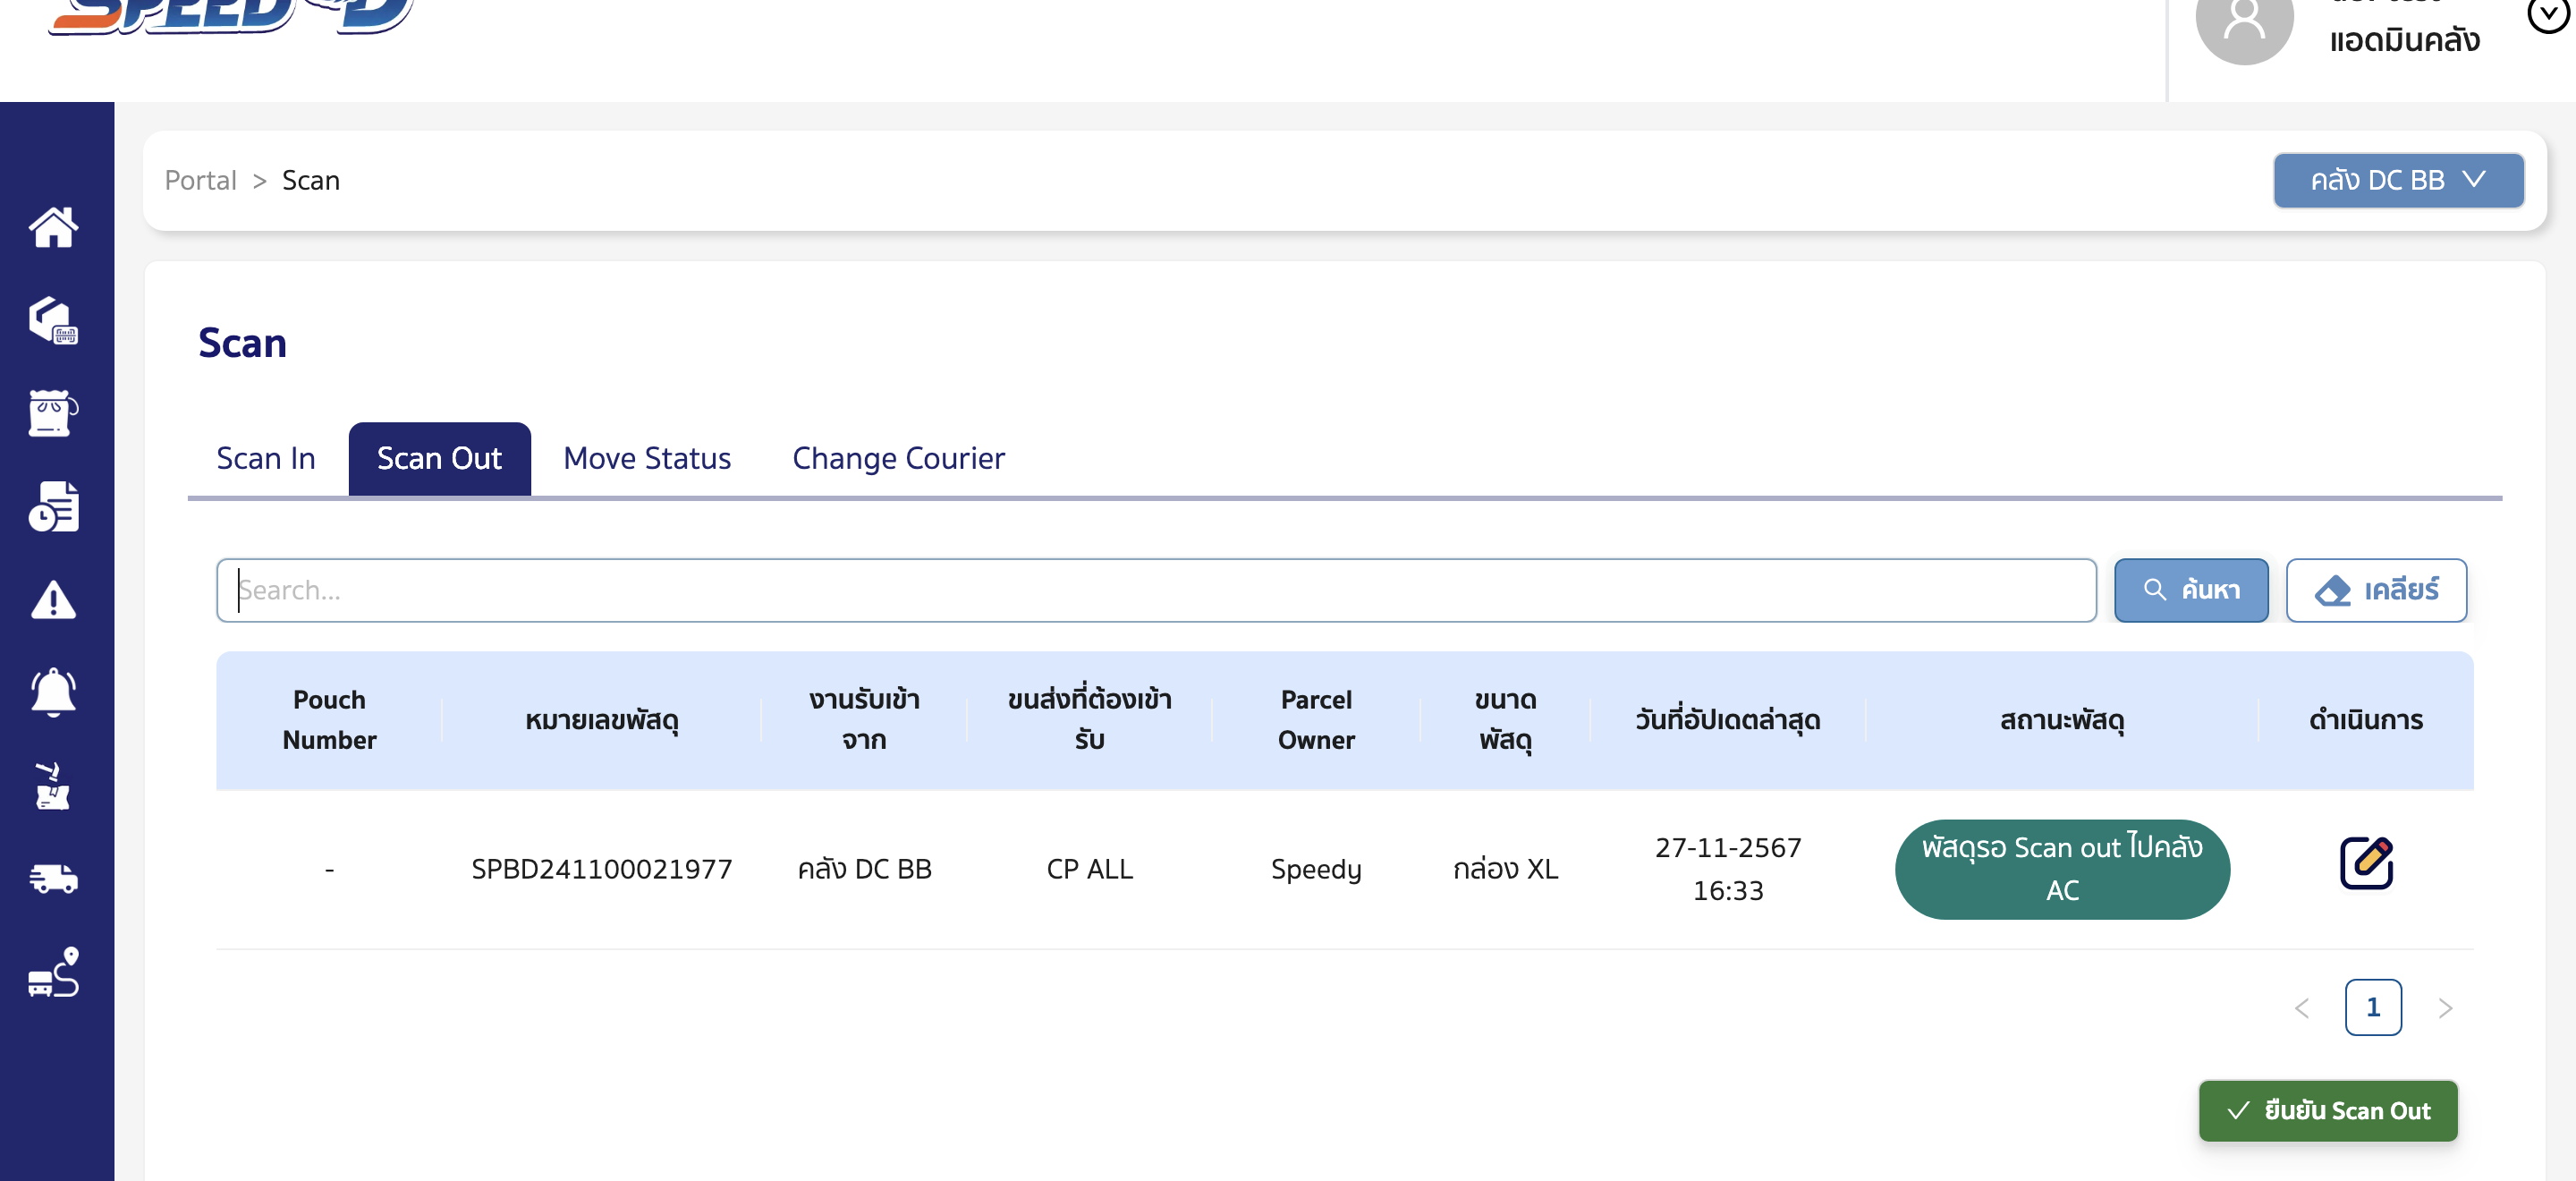 SPEED D
แอดมินคลัง
Portal > Scan
คลัง DC BB
Scan
Scan In
Scan Out
Move Status
Change Courier
Search...
ค้นหา
เคลียร์
Pouch
Number
หมายเลขพัสดุ
งานรับเข้า
จาก
ขนส่งที่ต้องเข้า
รับ
Parcel
Owner
ขนาด
พัสดุ
วันที่อัปเดตล่าสุด
สถานะพัสดุ
ดำเนินการ
-
SPBD241100021977
คลัง DC BB
CP ALL
Speedy
กล่อง XL
27-11-2567
16:33
พัสดุรอ Scan out ไปคลัง
AC
1
ยืนยัน Scan Out